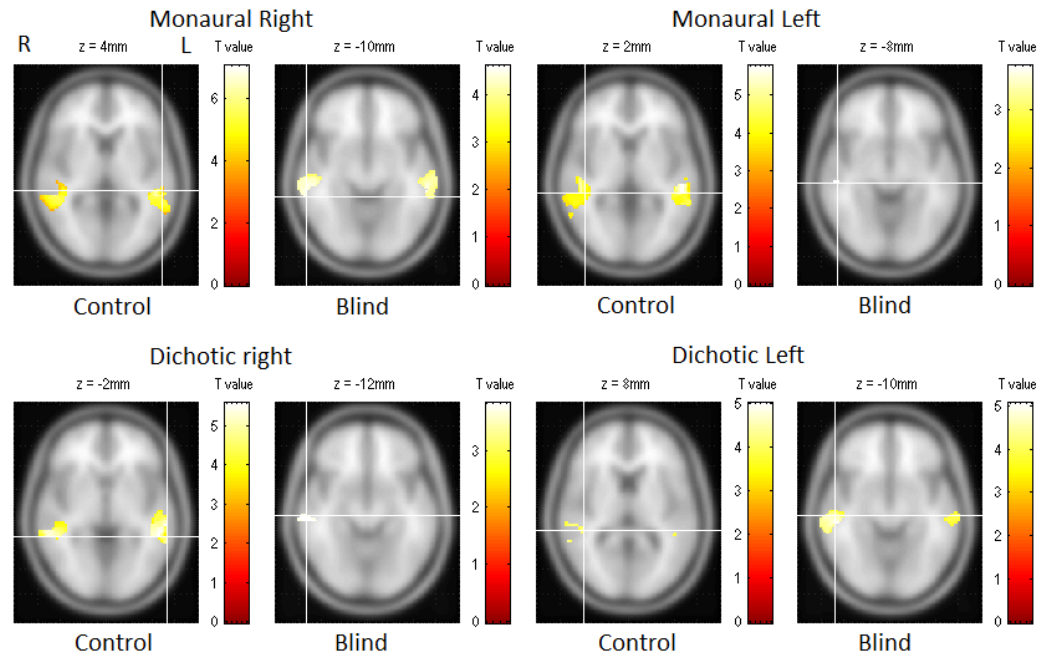 Monaural Right
Monaural Left
R
L
z = 4mm
T value
z = -10mm
T value
z = 2mm
T value
z = -8mm
T value
6
4
2
0
4
3
2
1
0
5
4
3
2
1
0
3
2
1
0
Control
Blind
Control
Blind
Dichotic right
Dichotic Left
z = -2mm
T value
z = -12mm
T value
z = 8mm
T value
z = -10mm
T value
5
4
3
2
1
0
3
2
1
0
5
4
3
2
1
0
5
4
3
2
1
0
Control
Blind
Control
Blind